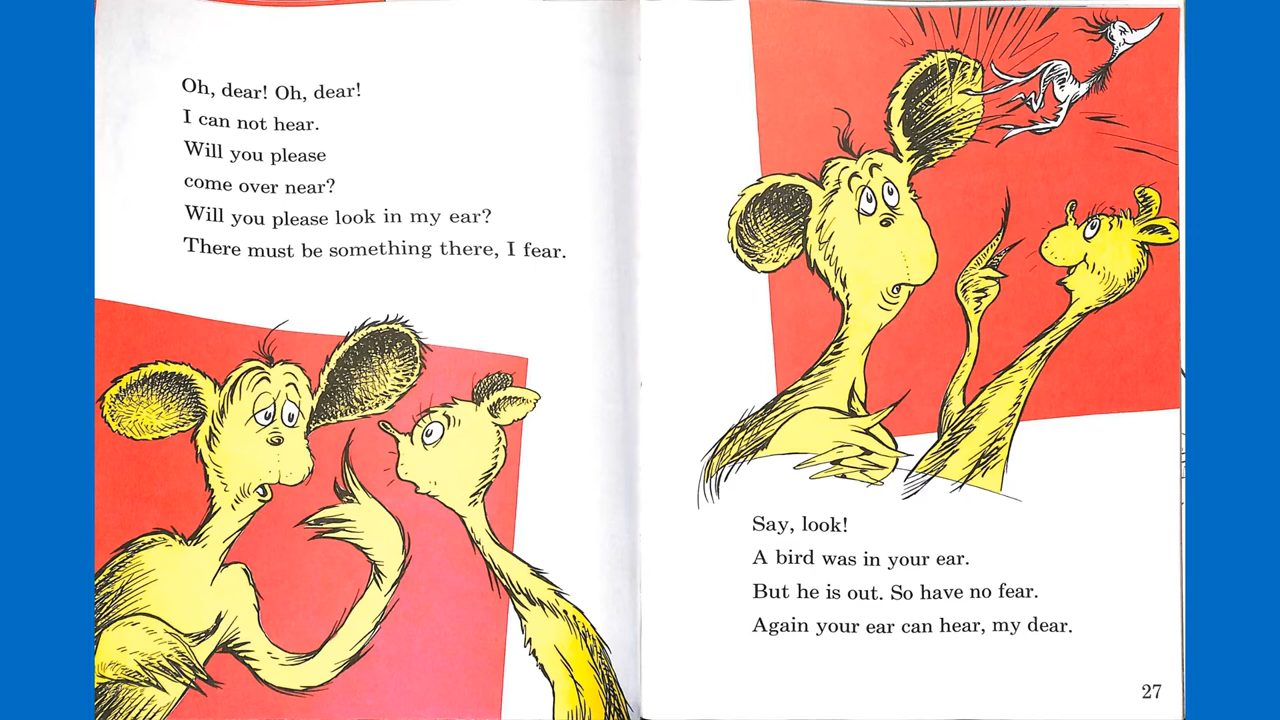 Oh, dear! Oh, dear!
I can not hear.
Will you please
come over near?
Will you please look in my ear?
There must be something there, I fear.
Say, look!
A bird was in your ear.
But he is out. So have no fear.
Again your ear can hear, my dear.
27